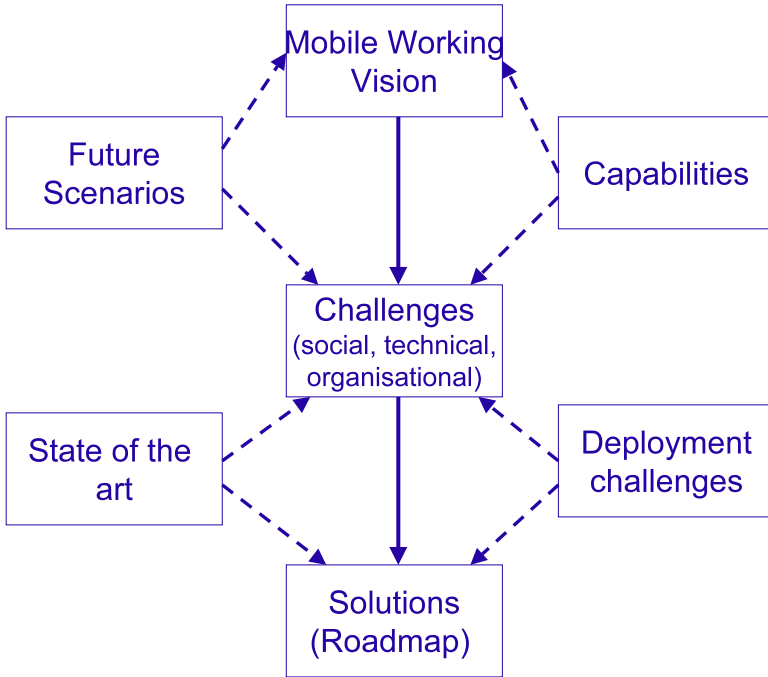 Mobile Working
Vision
Future
Scenarios
Capabilities
Challenges
(social, technical,
organisational)
State of the
art
Deployment
challenges
Solutions
(Roadmap)